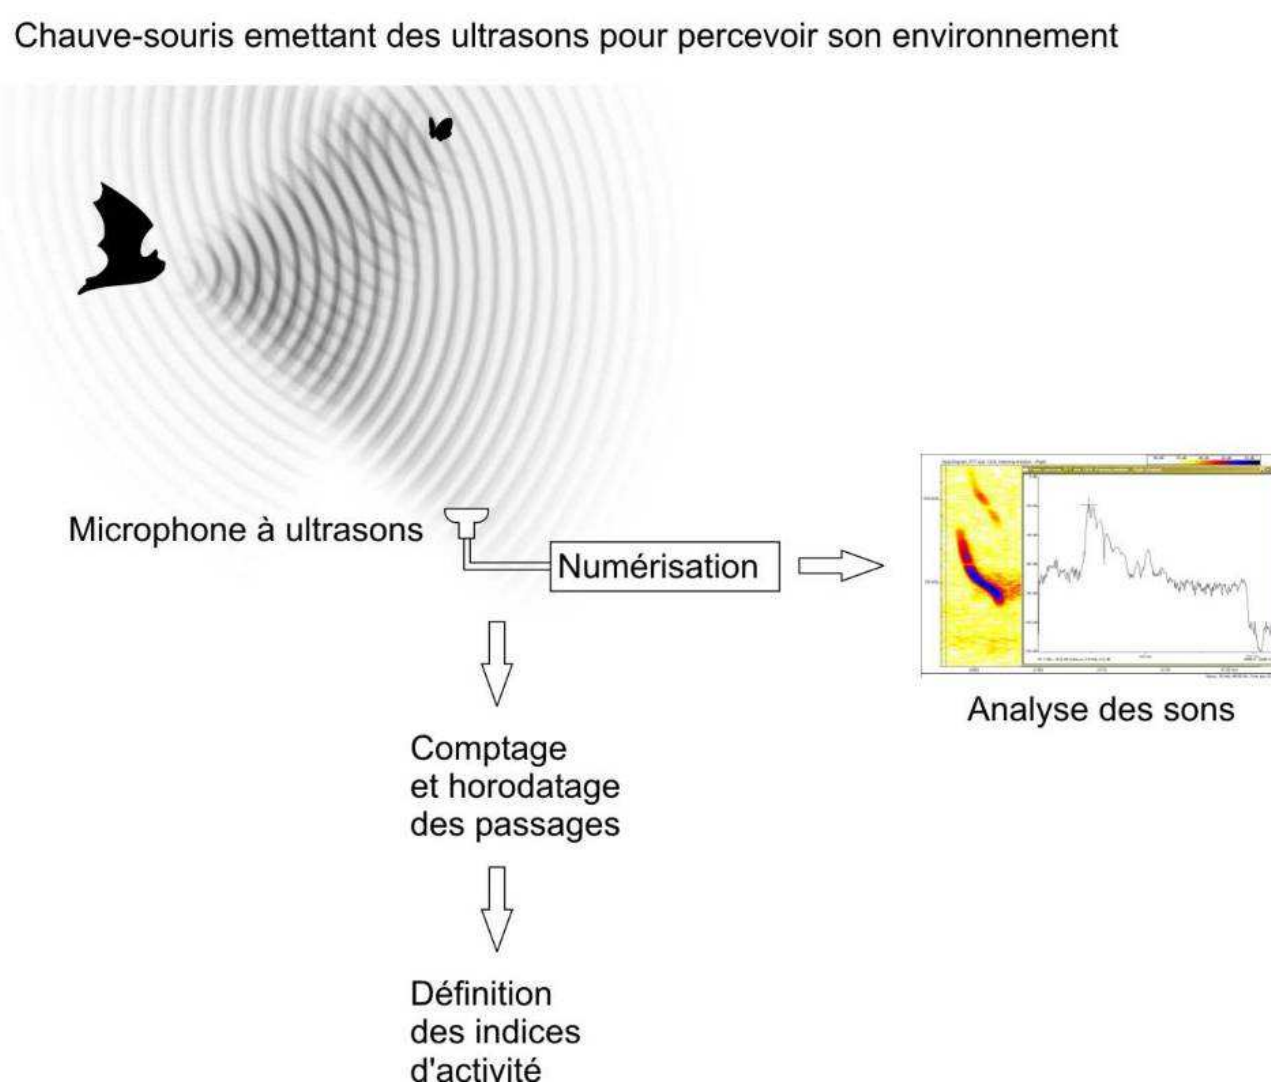 Chauve-souris emettant des ultrasons pour percevoir son environnement
Microphone à ultrasons
Numérisation
Analyse des sons
Comptage
et horodatage
des passages
Définition
des indices
d'activité